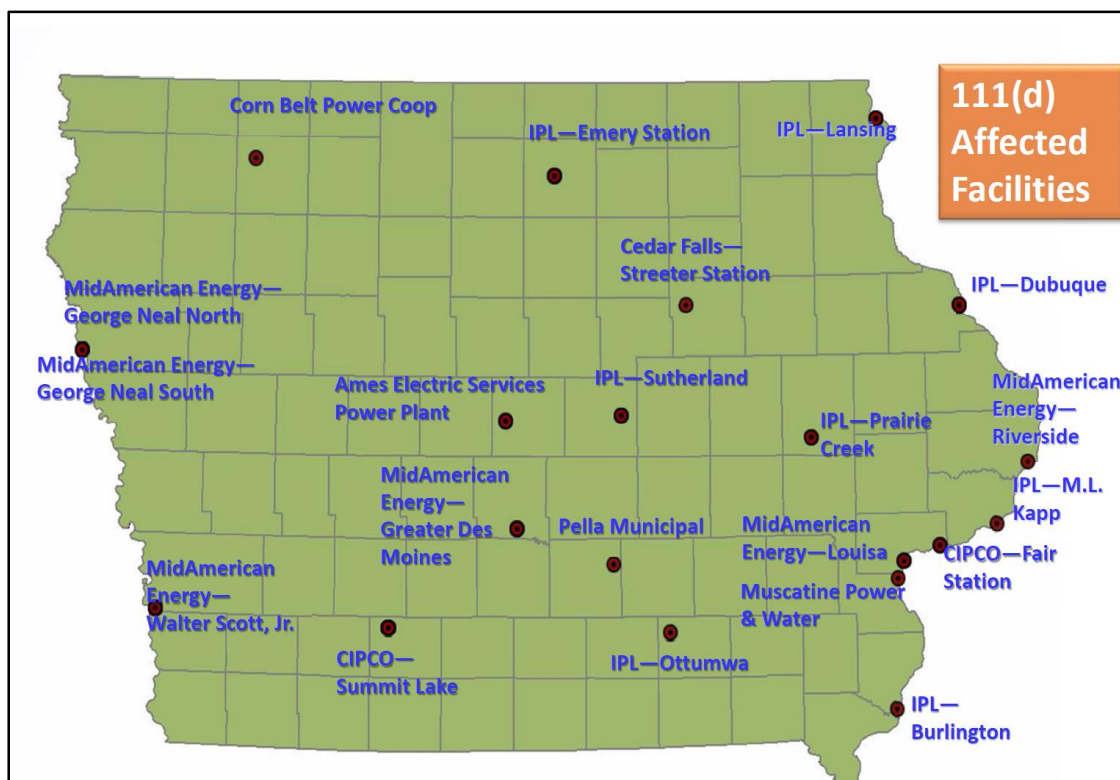 111(d)
Affected
Facilities
Corn Belt Power Coop
IPL—Emery Station
IPL—Lansing
Cedar Falls—
Streeter Station
IPL—Dubuque
MidAmerican Energy—
George Neal North
MidAmerican Energy—
George Neal South
Ames Electric Services
Power Plant
IPL—Sutherland
IPL—Prairie
Creek
MidAmerican
Energy—
Riverside
MidAmerican
Energy—
Greater Des
Moines
Pella Municipal
MidAmerican
Energy—Louisa
IPL—M.L.
Kapp
CIPCO—Fair
Station
MidAmerican
Energy—
Walter Scott, Jr.
Muscatine Power
& Water
CIPCO—
Summit Lake
IPL—Ottumwa
IPL—
Burlington